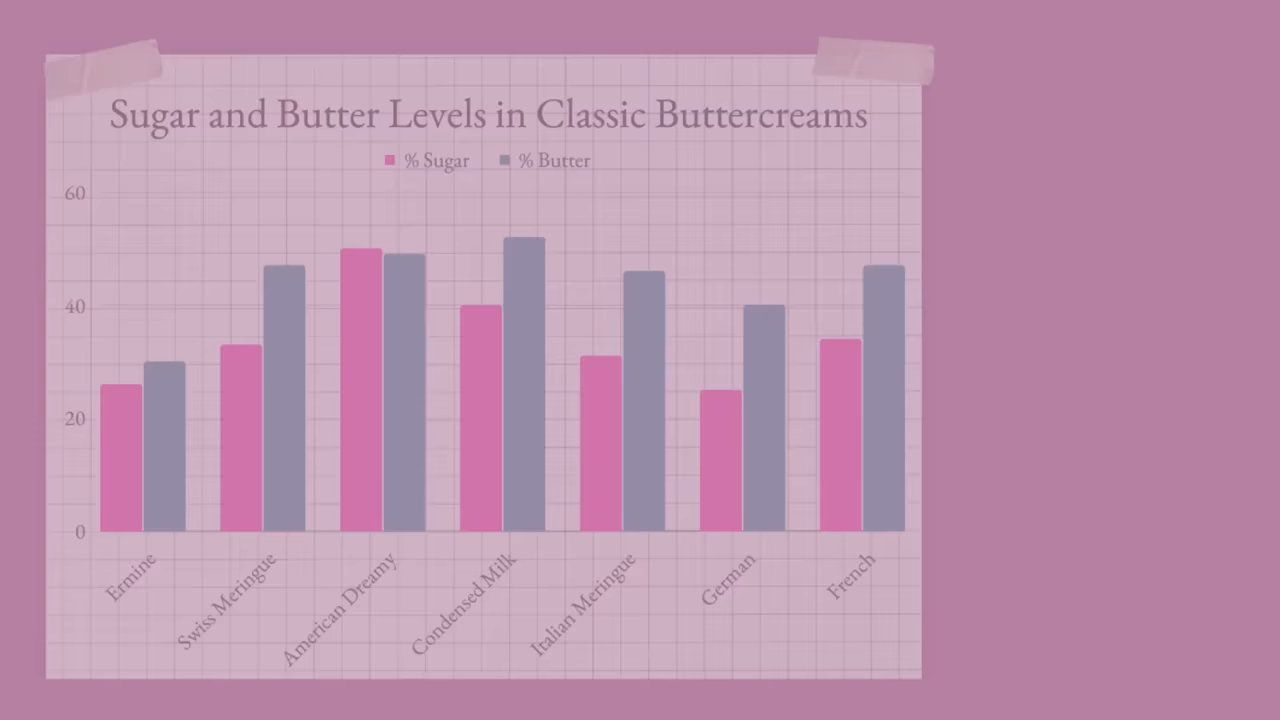 Sugar and Butter Levels in Classic Buttercreams
% Sugar % Butter
60
40
20
0
Ermine
Swiss Meringue
American Dreamy
Condensed Milk
Italian Meringue
German
French